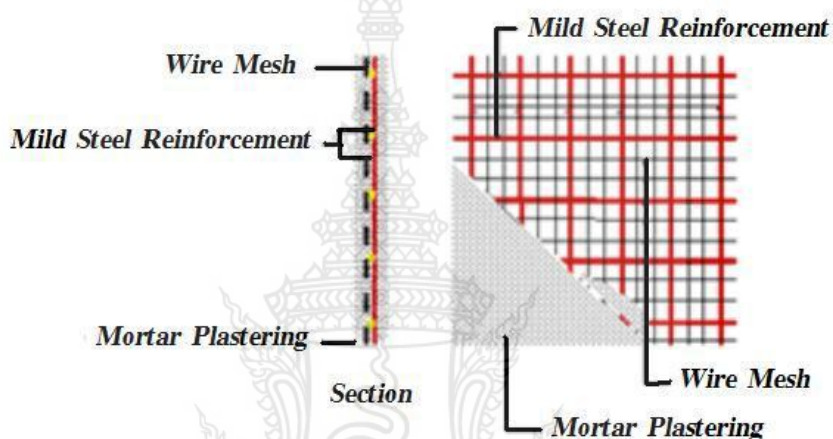 Mild Steel Reinforcement
Wire Mesh
Mild Steel Reinforcement
Mortar Plastering
Section
Wire Mesh
Mortar Plastering